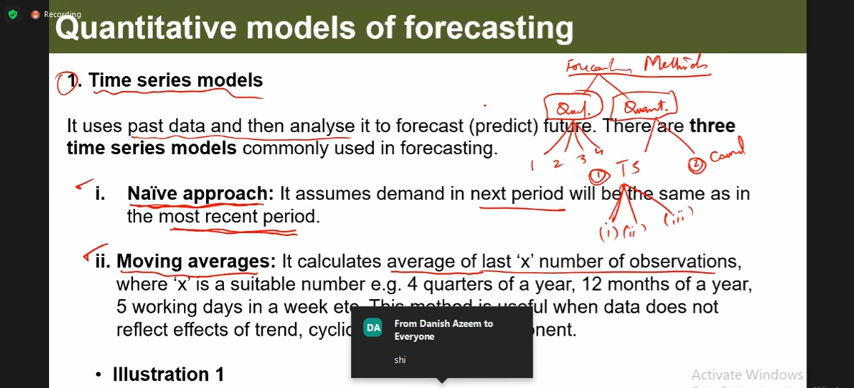 Recording
Quantitative models of forecasting
1. Time series models
Forecast Methods
Qual. Quant.
1 2 3 4
① TS ② Causal
(i) (ii) (iii)
It uses past data and then analyse it to forecast (predict) future. There are three
time series models commonly used in forecasting.
i. Naïve approach: It assumes demand in next period will be the same as in
the most recent period.
ii. Moving averages: It calculates average of last ‘x’ number of observations,
where ‘x’ is a suitable number e.g. 4 quarters of a year, 12 months of a year,
5 working days in a week etc. This method is useful when data does not
reflect effects of trend, cyclic
DA From Danish Azeem to
Everyone
shi
• Illustration 1
Activate Windows